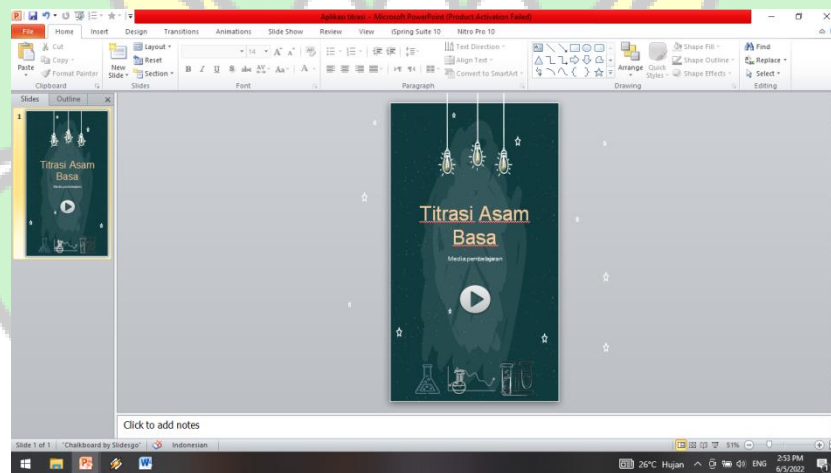 Aplikasi titrasi - Microsoft PowerPoint (Product Activation Failed)
File Home Insert Design Transitions Animations Slide Show Review View iSpring Suite 10 Nitro Pro 10
Paste
Cut
Copy
Format Painter
Clipboard
New Slide
Layout
Reset
Section
Slides
14
Font
Paragraph
Text Direction
Align Text
Convert to SmartArt
Arrange
Quick Styles
Shape Fill
Shape Outline
Shape Effects
Drawing
Find
Replace
Select
Editing
Slides Outline
1
Titrasi Asam
Basa
Media pembelajaran
Titrasi Asam
Basa
Media pembelajaran
Click to add notes
Slide 1 of 1 "Chalkboard by Slidesgo" Indonesian 51%
26°C Hujan ENG 2:53 PM
6/5/2022